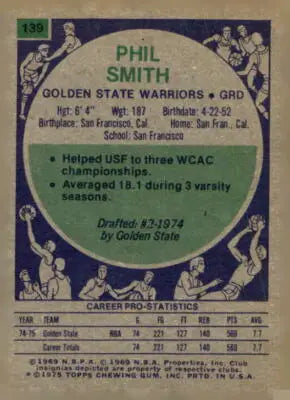 139
PHIL
SMITH
GOLDEN STATE WARRIORS • GRD
Hgt: 6' 4" Wgt: 187 Birthdate: 4-22-52
Birthplace: San Francisco, Cal. Home: San Fran., Cal.
School: San Francisco
• Helped USF to three WCAC
championships.
• Averaged 18.1 during 3 varsity
seasons.
Drafted: #2-1974
by Golden State
CAREER PRO-STATISTICS
YEAR TEAM G FG FT REB PTS AVG
74-75 Golden State NBA 74 221 127 140 569 7.7
Career Totals 74 221 127 140 569 7.7
©1969 N.B.P.A. ©1969 N.B.A. Properties, Inc. Club
insignias depicted are property of respective clubs.
©1975 TOPPS CHEWING GUM, INC. PRTD. IN U.S.A.